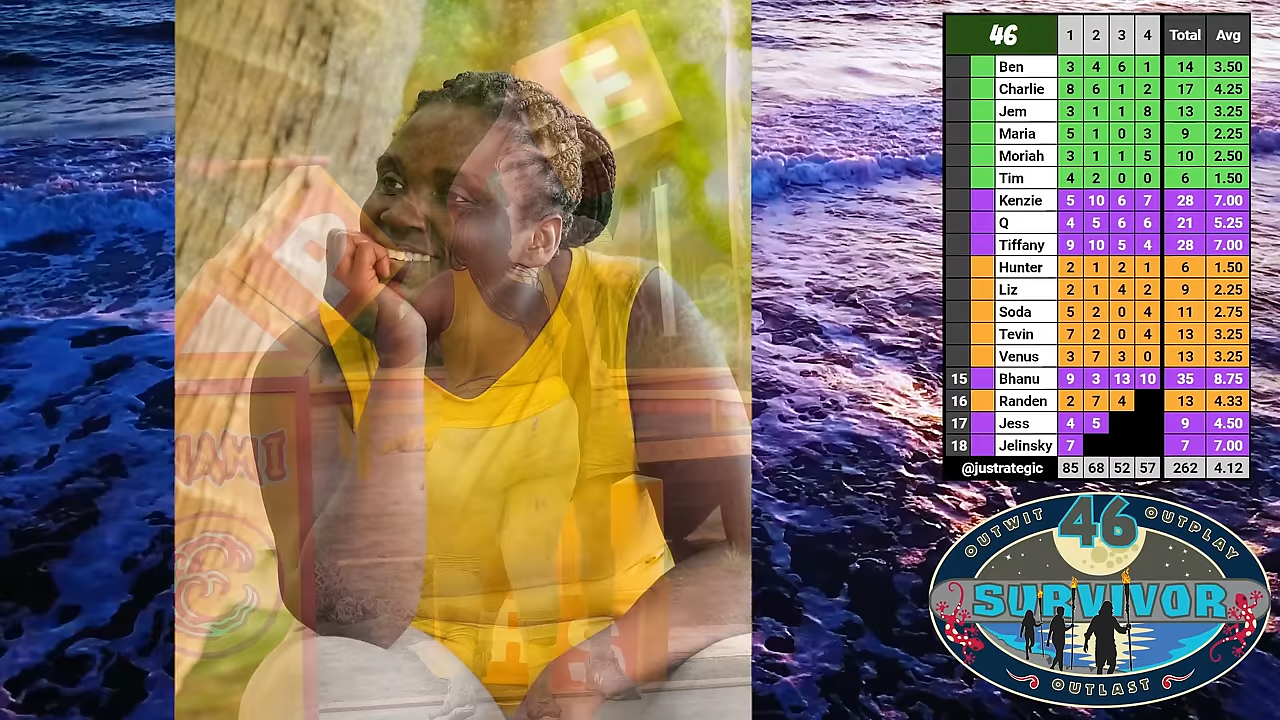 46 1 2 3 4 Total Avg
Ben 3 4 6 1 14 3.50
Charlie 8 6 1 2 17 4.25
Jem 3 1 1 8 13 3.25
Maria 5 1 0 3 9 2.25
Moriah 3 1 1 5 10 2.50
Tim 4 2 0 0 6 1.50
Kenzie 5 10 6 7 28 7.00
Q 4 5 6 6 21 5.25
Tiffany 9 10 5 4 28 7.00
Hunter 2 1 2 1 6 1.50
Liz 2 1 4 2 9 2.25
Soda 5 2 0 4 11 2.75
Tevin 7 2 0 4 13 3.25
Venus 3 7 3 0 13 3.25
15 Bhanu 9 3 13 10 35 8.75
16 Randen 2 7 4 13 4.33
17 Jess 4 5 9 4.50
18 Jelinsky 7 7 7.00
@justrategic 85 68 52 57 262 4.12
E
46
OUTWIT OUTPLAY
SURVIVOR
OUTLAST